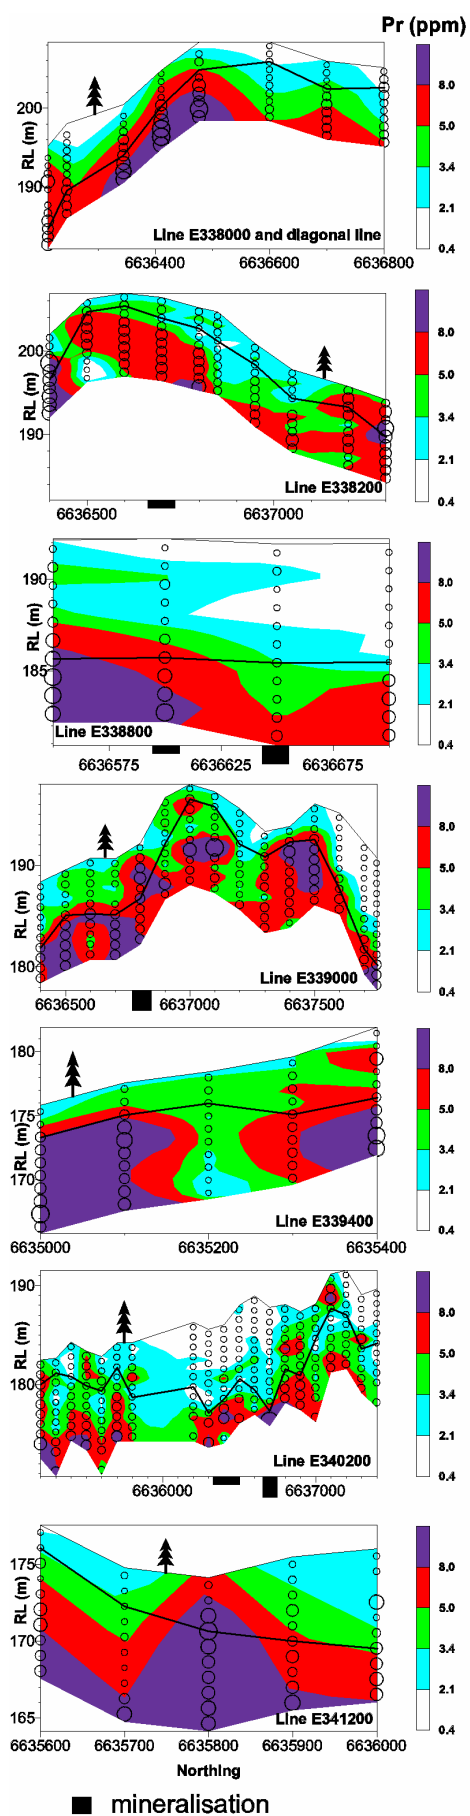 Pr (ppm)
8.0
5.0
3.4
2.1
0.4
RL (m)
200
190
Line E338000 and diagonal line
6636400 6636600 6636800
8.0
5.0
3.4
2.1
0.4
RL (m)
200
190
Line E338200
6636500 6637000
8.0
5.0
3.4
2.1
0.4
RL (m)
190
185
Line E338800
6636575 6636625 6636675
8.0
5.0
3.4
2.1
0.4
RL (m)
190
180
Line E339000
6636500 6637000 6637500
8.0
5.0
3.4
2.1
0.4
RL (m)
180
175
170
Line E339400
6635000 6635200 6635400
8.0
5.0
3.4
2.1
0.4
RL (m)
190
180
Line E340200
6636000 6637000
8.0
5.0
3.4
2.1
0.4
RL (m)
175
170
165
Line E341200
6635600 6635700 6635800 6635900 6636000
Northing
mineralisation